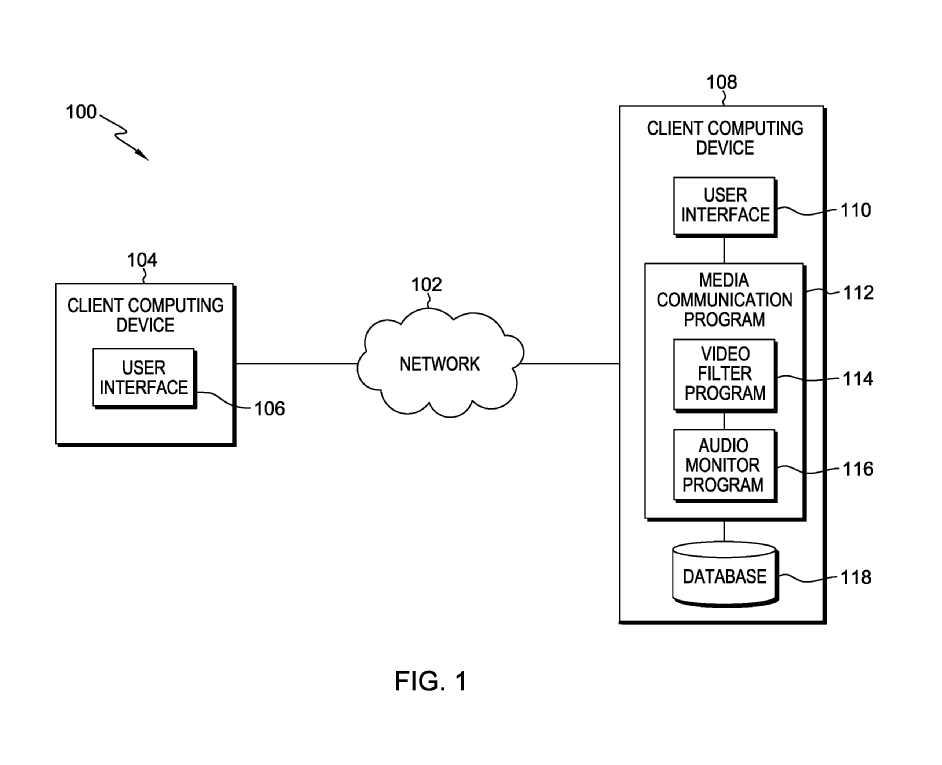 100
108
CLIENT COMPUTING
DEVICE
USER
INTERFACE
110
MEDIA
COMMUNICATION
PROGRAM
112
VIDEO
FILTER
PROGRAM
114
AUDIO
MONITOR
PROGRAM
116
DATABASE
118
104
CLIENT COMPUTING
DEVICE
USER
INTERFACE
106
102
NETWORK
FIG. 1